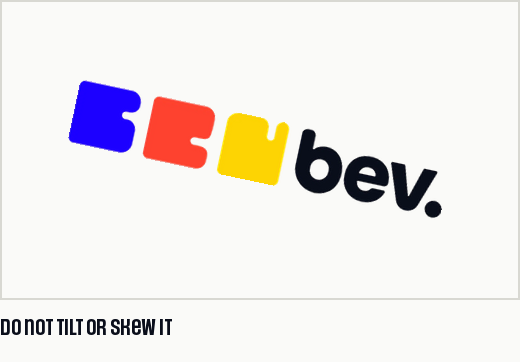 bev.
DO NOT TILT OR SKEW IT